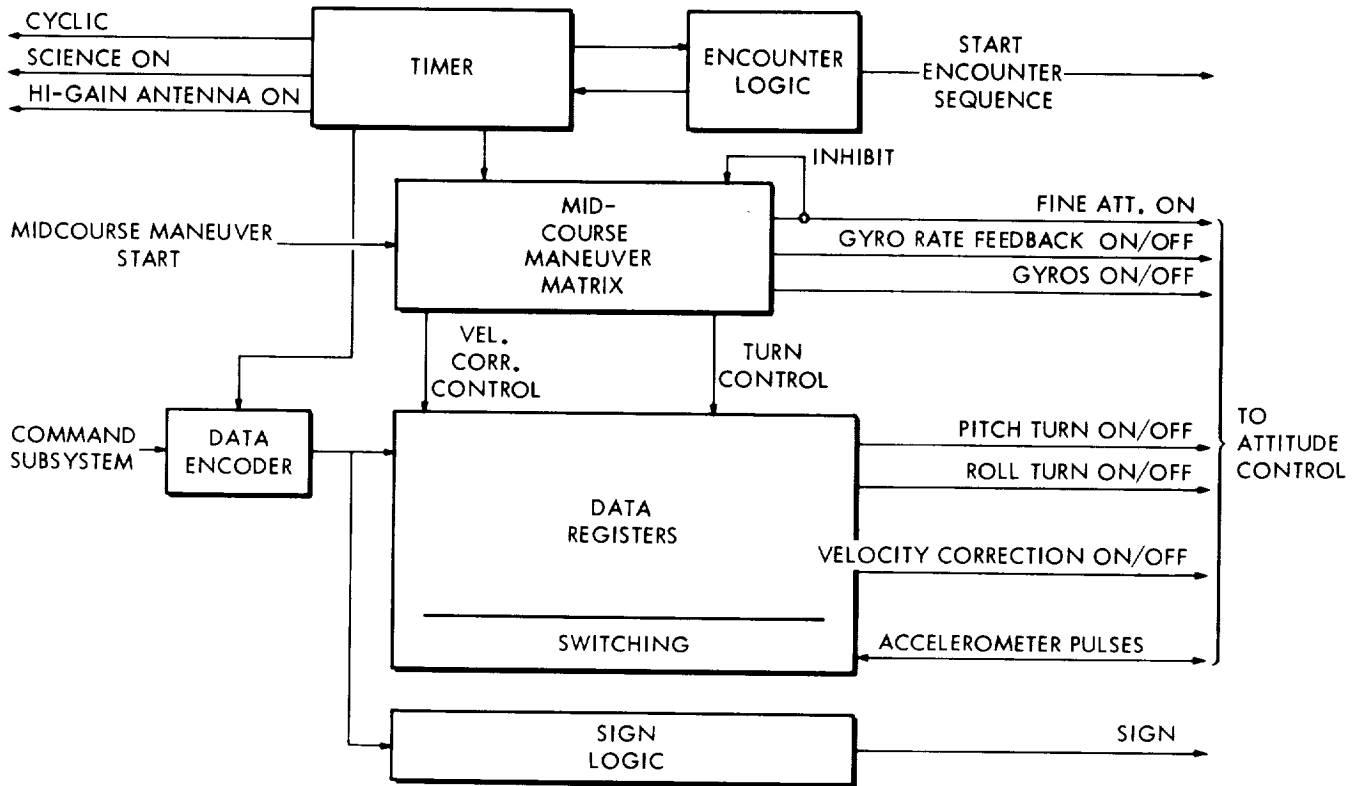 CYCLIC
SCIENCE ON
HI-GAIN ANTENNA ON
TIMER
ENCOUNTER
LOGIC
START
ENCOUNTER
SEQUENCE
INHIBIT
MIDCOURSE MANEUVER
START
MID-
COURSE
MANEUVER
MATRIX
FINE ATT. ON
GYRO RATE FEEDBACK ON/OFF
GYROS ON/OFF
VEL.
CORR.
CONTROL
TURN
CONTROL
COMMAND
SUBSYSTEM
DATA
ENCODER
DATA
REGISTERS
SWITCHING
PITCH TURN ON/OFF
ROLL TURN ON/OFF
VELOCITY CORRECTION ON/OFF
ACCELEROMETER PULSES
TO
ATTITUDE
CONTROL
SIGN
LOGIC
SIGN